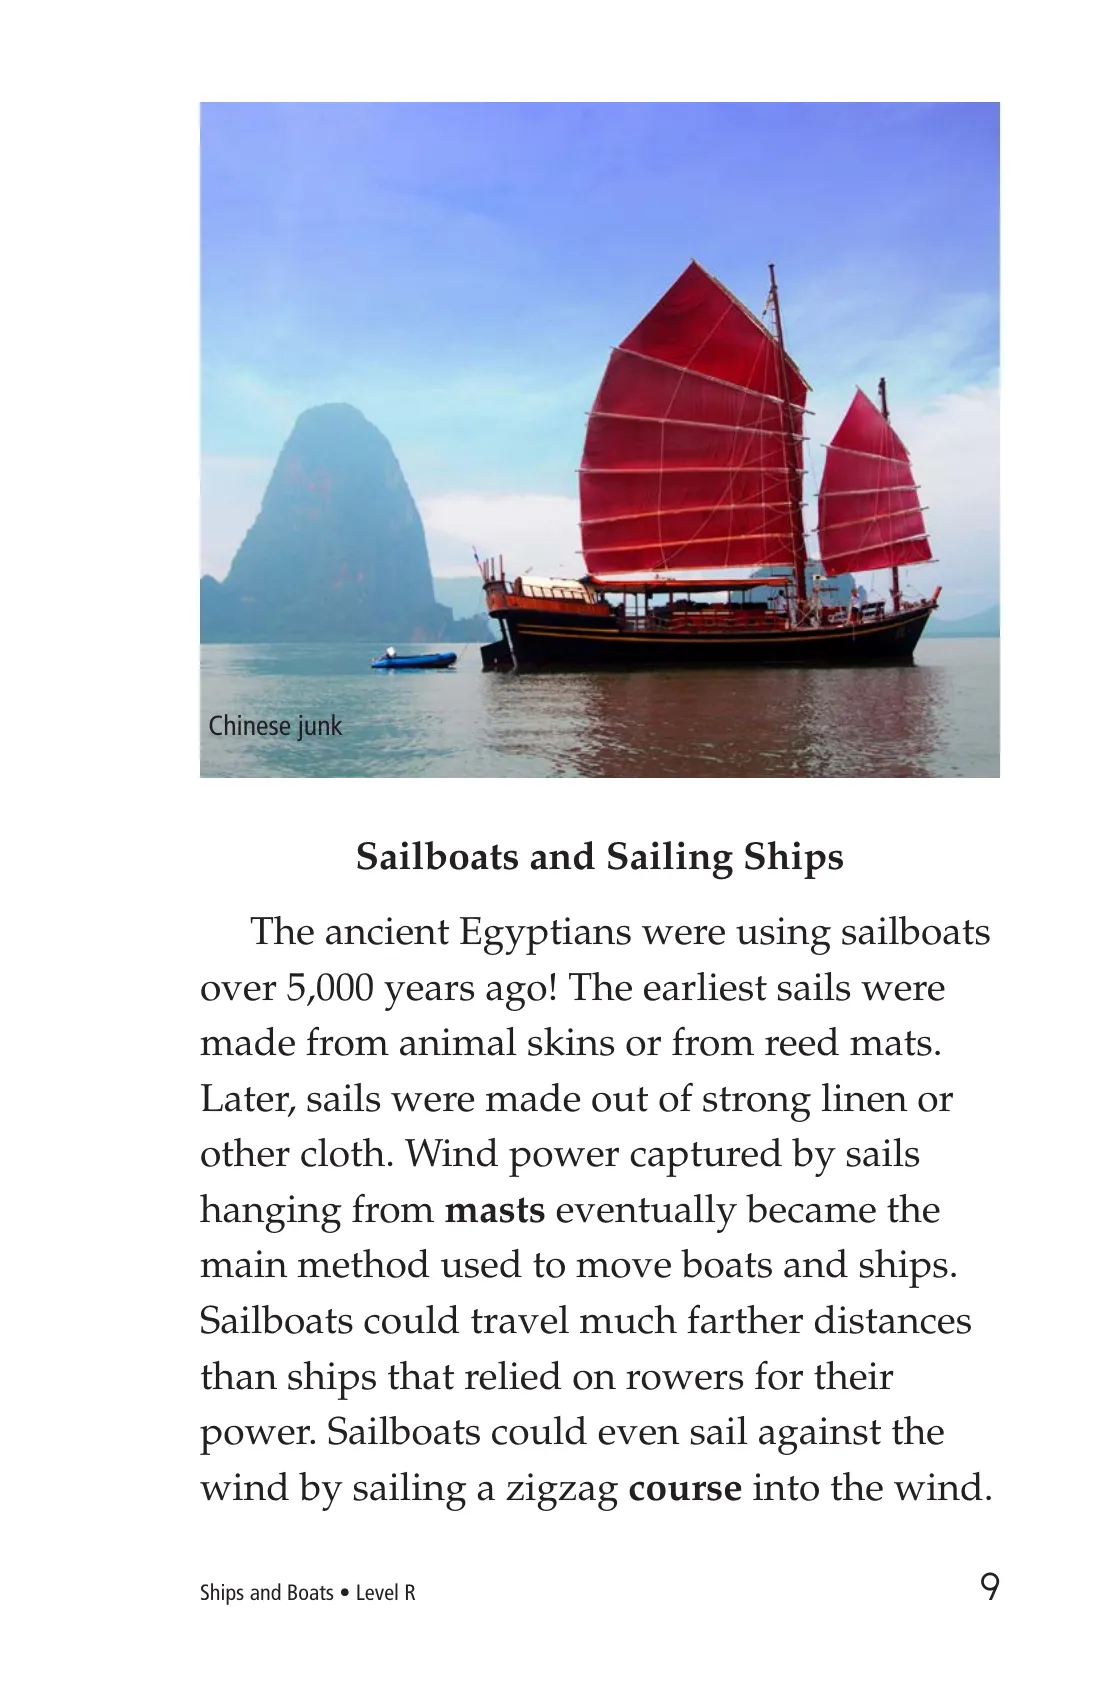 Chinese junk
Sailboats and Sailing Ships
The ancient Egyptians were using sailboats
over 5,000 years ago! The earliest sails were
made from animal skins or from reed mats.
Later, sails were made out of strong linen or
other cloth. Wind power captured by sails
hanging from masts eventually became the
main method used to move boats and ships.
Sailboats could travel much farther distances
than ships that relied on rowers for their
power. Sailboats could even sail against the
wind by sailing a zigzag course into the wind.
Ships and Boats • Level R
9